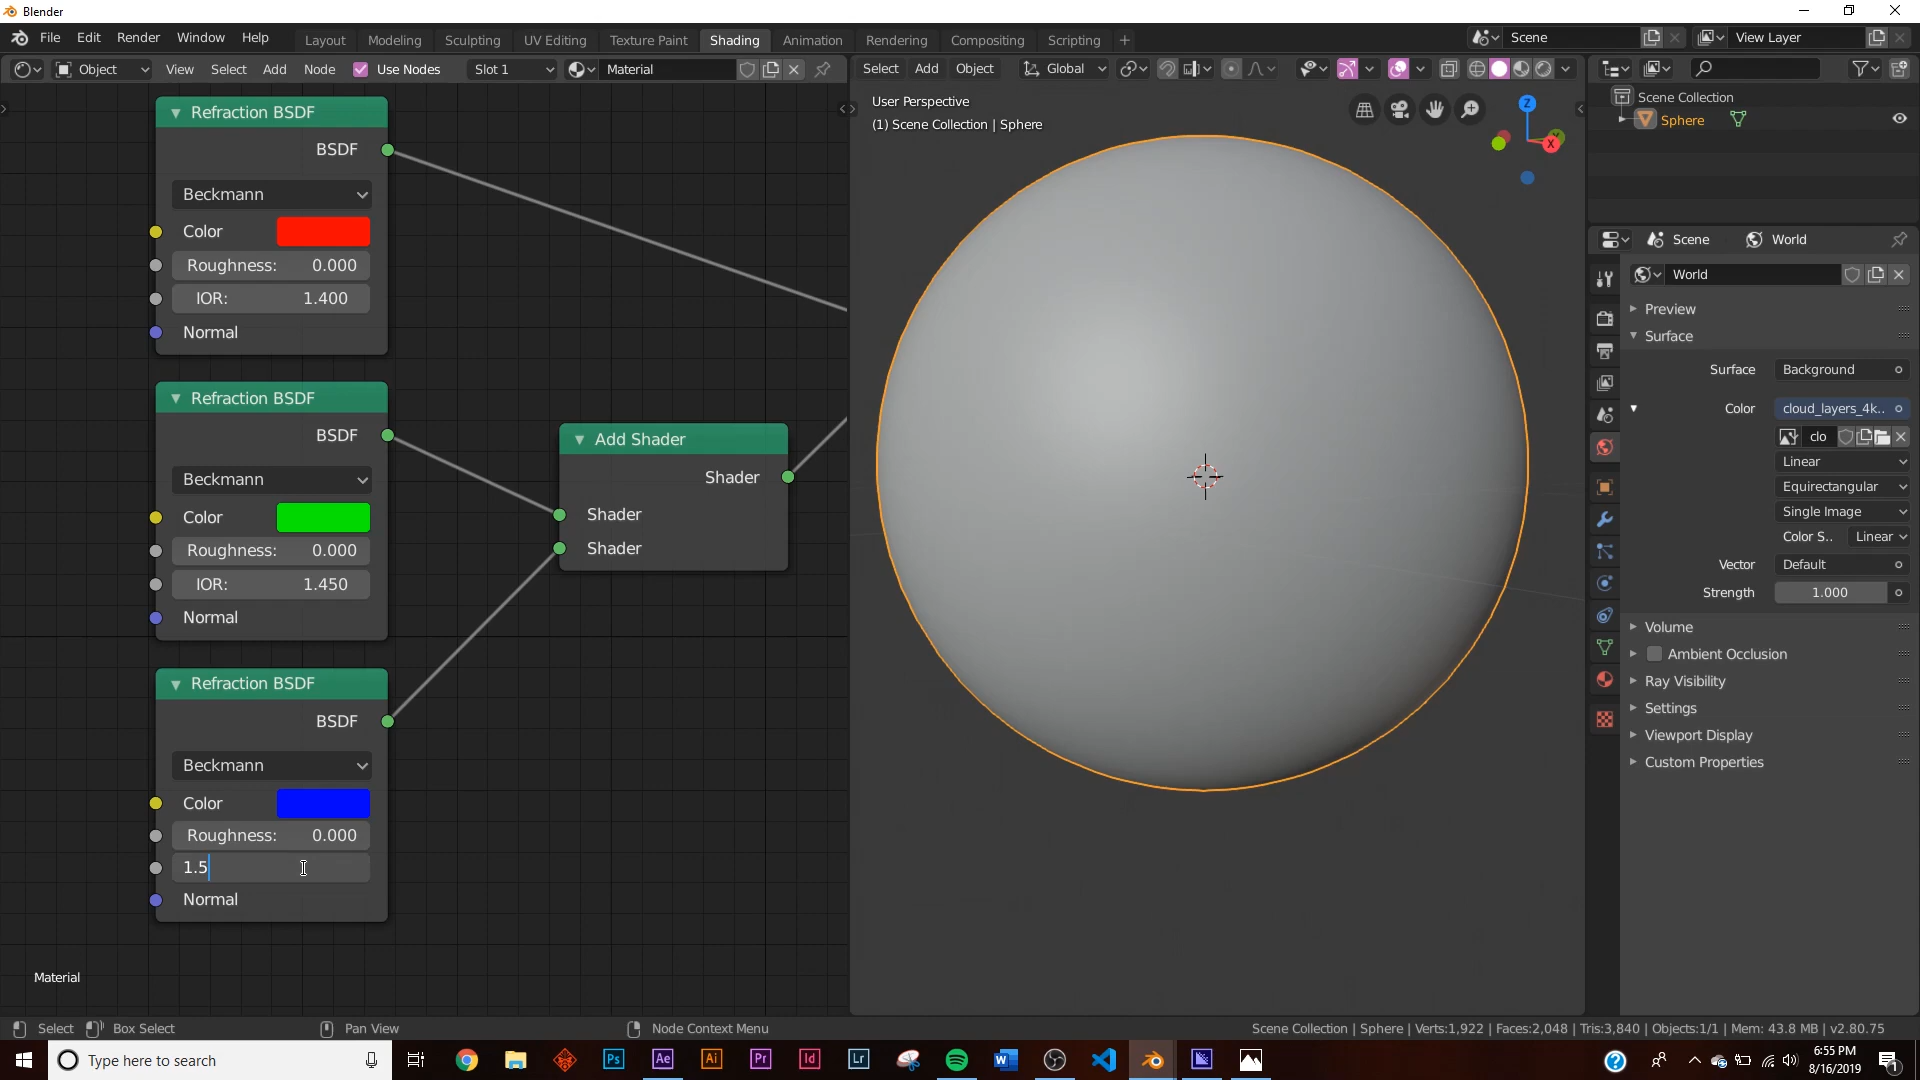 Blender
File Edit Render Window Help Layout Modeling Sculpting UV Editing Texture Paint Shading Animation Rendering Compositing Scripting + Scene View Layer
Object View Select Add Node Use Nodes Slot 1 Material
Select Add Object Global
User Perspective
(1) Scene Collection | Sphere
Z
Y
X
Refraction BSDF
BSDF
Beckmann
Color
Roughness: 0.000
IOR: 1.400
Normal
Refraction BSDF
BSDF
Beckmann
Color
Roughness: 0.000
IOR: 1.450
Normal
Refraction BSDF
BSDF
Beckmann
Color
Roughness: 0.000
1.5
Normal
Add Shader
Shader
Shader
Shader
Material
Scene Collection
Sphere
Scene World
World
Preview
Surface
Surface Background
Color cloud_layers_4k..
clo
Linear
Equirectangular
Single Image
Color S.. Linear
Vector Default
Strength 1.000
Volume
Ambient Occlusion
Ray Visibility
Settings
Viewport Display
Custom Properties
Select Box Select Pan View Node Context Menu Scene Collection | Sphere | Verts:1,922 | Faces:2,048 | Tris:3,840 | Objects:1/1 | Mem: 43.8 MB | v2.80.75
Type here to search
Ps Ae Ai Pr Id Lr W
6:55 PM
8/16/2019
1